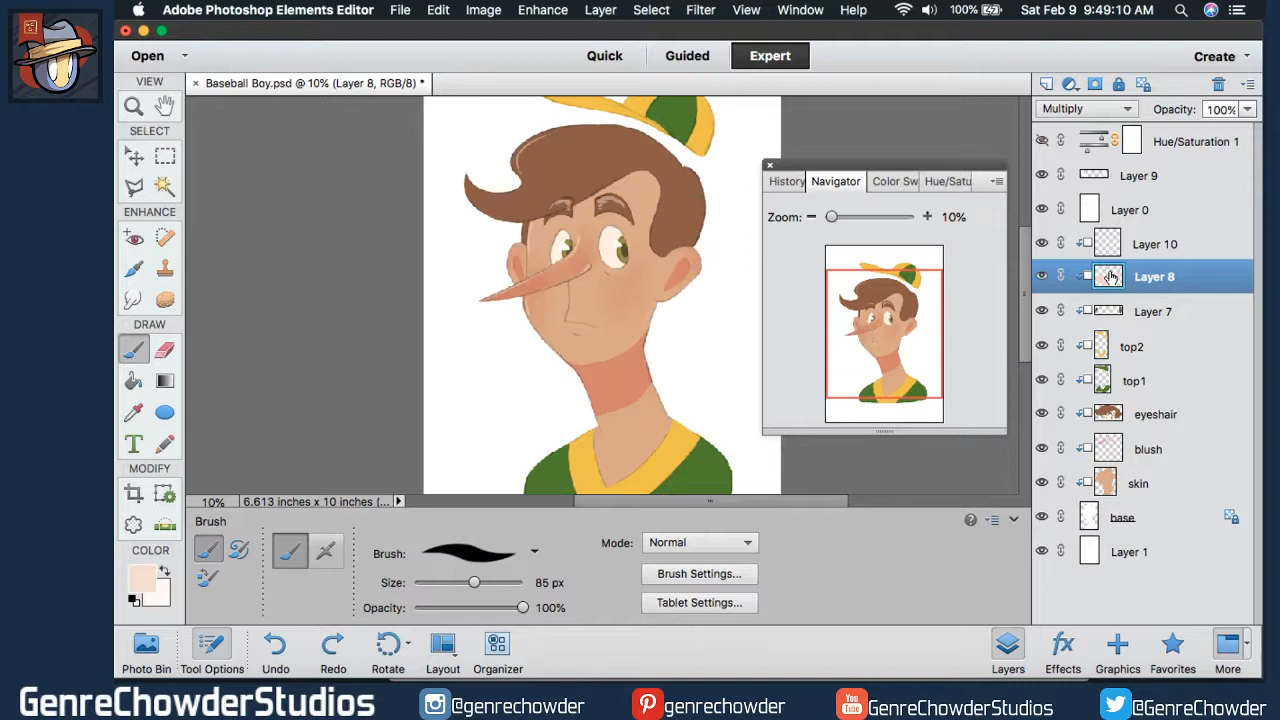 Adobe Photoshop Elements Editor File Edit Image Enhance Layer Select Filter View Window Help 100% Sat Feb 9 9:49:10 AM
Open Quick Guided Expert Create
VIEW
× Baseball Boy.psd @ 10% (Layer 8, RGB/8) *
Multiply Opacity: 100%
SELECT
Hue/Saturation 1
Layer 9
History Navigator Color Sw Hue/Satu
Layer 0
ENHANCE
Zoom: 10%
Layer 10
Layer 8
Layer 7
DRAW
top2
top1
eyeshair
T
blush
MODIFY
skin
10% 6.613 inches x 10 inches (...
base
Brush
COLOR
Layer 1
Brush: Mode: Normal
Size: 85 px Brush Settings...
Opacity: 100% Tablet Settings...
fx
Photo Bin Tool Options Undo Redo Rotate Layout Organizer Layers Effects Graphics Favorites More
GenreChowderStudios @genrechowder genrechowder YouTube GenreChowderStudios @GenreChowder